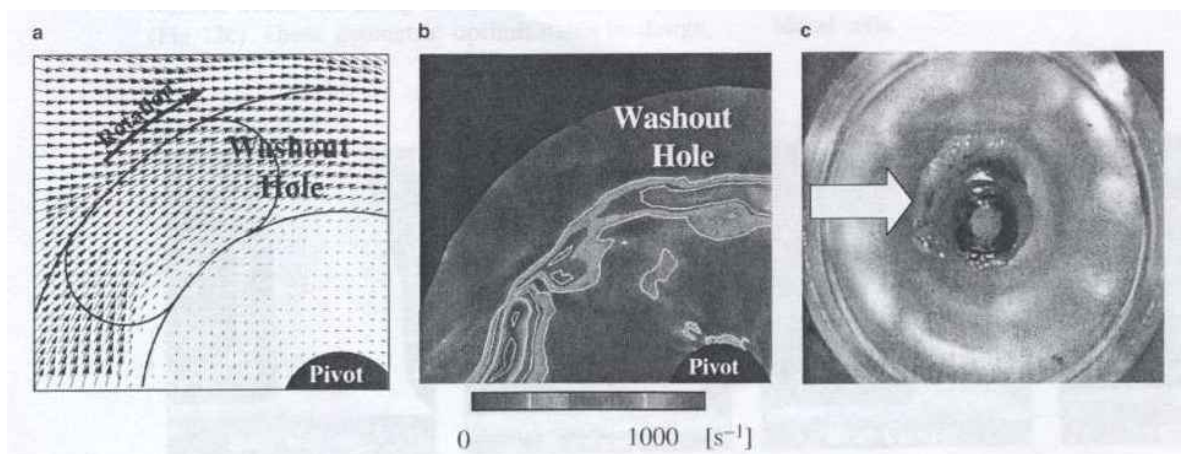 a
b
c
Rotation
Washout
Hole
Pivot
Washout
Hole
Pivot
0
1000
[s⁻¹]